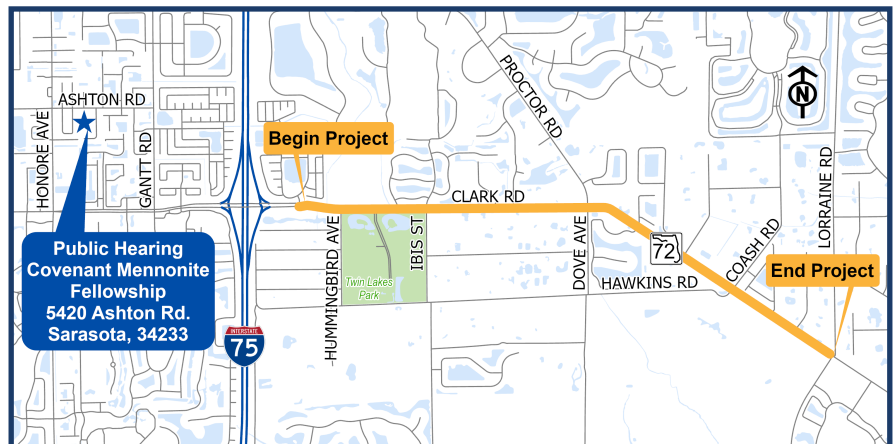 ASHTON RD
HONORE AVE
GANTT RD
PROCTOR RD
N
Begin Project
CLARK RD
LORRAINE RD
COASH RD
72
HUMMINGBIRD AVE
IBIS ST
DOVE AVE
Twin Lakes
Park
HAWKINS RD
End Project
Public Hearing
Covenant Mennonite
Fellowship
5420 Ashton Rd.
Sarasota, 34233
INTERSTATE
75